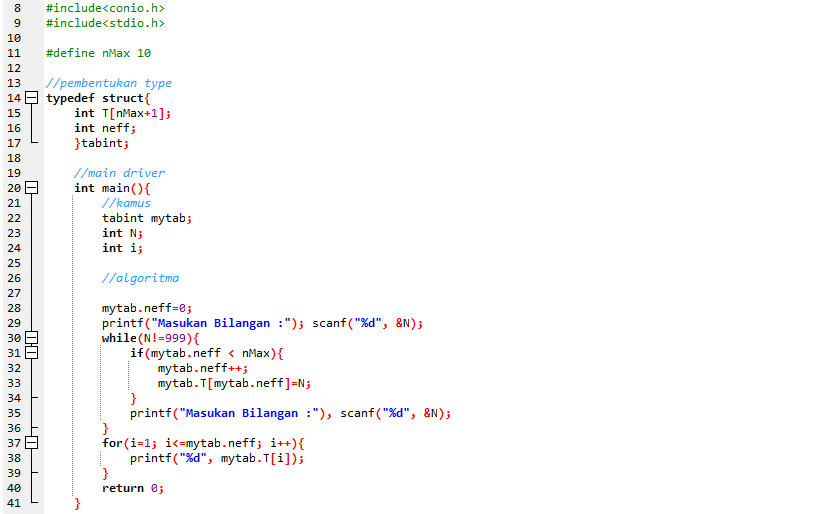 8 #include<conio.h>
9 #include<stdio.h>
10
11 #define nMax 10
12
13 //pembentukan type
14 typedef struct{
15 int T[nMax+1];
16 int neff;
17 }tabint;
18
19 //main driver
20 int main(){
21 //kamus
22 tabint mytab;
23 int N;
24 int i;
25
26 //algoritma
27
28 mytab.neff=0;
29 printf("Masukan Bilangan :"); scanf("%d", &N);
30 while(N!=999){
31 if(mytab.neff < nMax){
32 mytab.neff++;
33 mytab.T[mytab.neff]=N;
34 }
35 printf("Masukan Bilangan :"), scanf("%d", &N);
36 }
37 for(i=1; i<=mytab.neff; i++){
38 printf("%d", mytab.T[i]);
39 }
40 return 0;
41 }